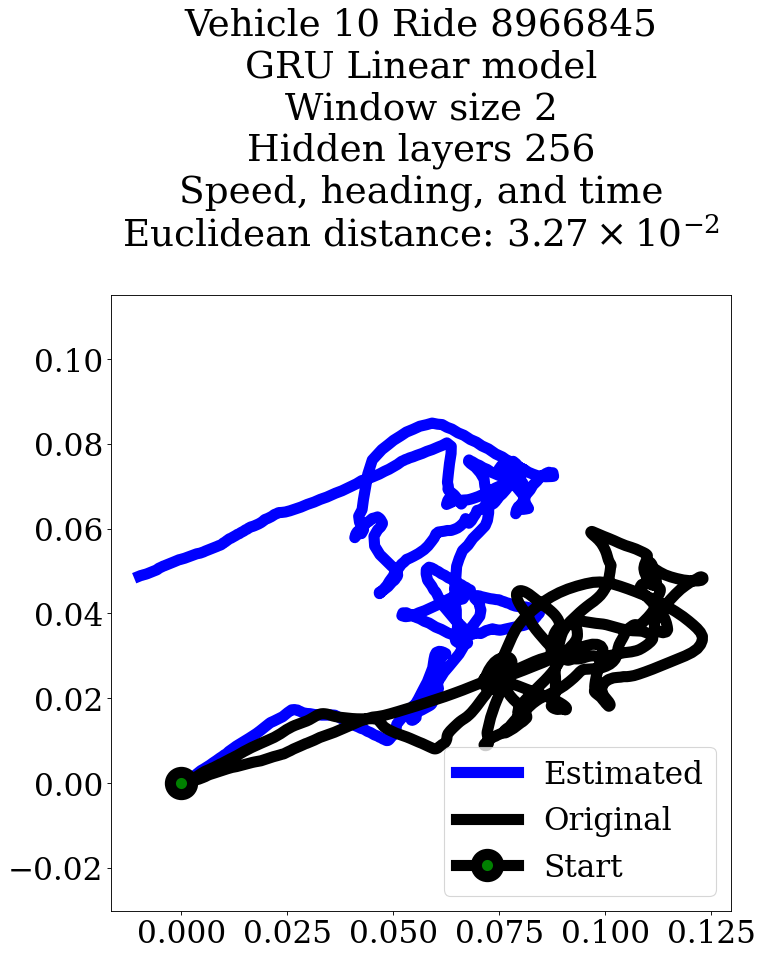 Vehicle 10 Ride 8966845
GRU Linear model
Window size 2
Hidden layers 256
Speed, heading, and time
Euclidean distance: 3.27 × 10⁻²
0.10
0.08
0.06
0.04
0.02
0.00
−0.02
Estimated
Original
Start
0.000 0.025 0.050 0.075 0.100 0.125